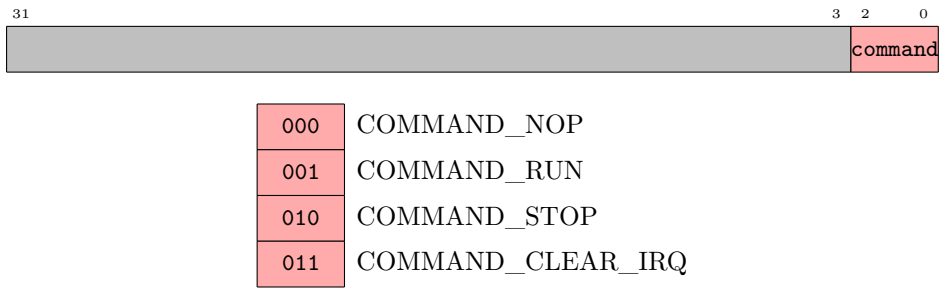 31 3 2 0
command
000 COMMAND_NOP
001 COMMAND_RUN
010 COMMAND_STOP
011 COMMAND_CLEAR_IRQ